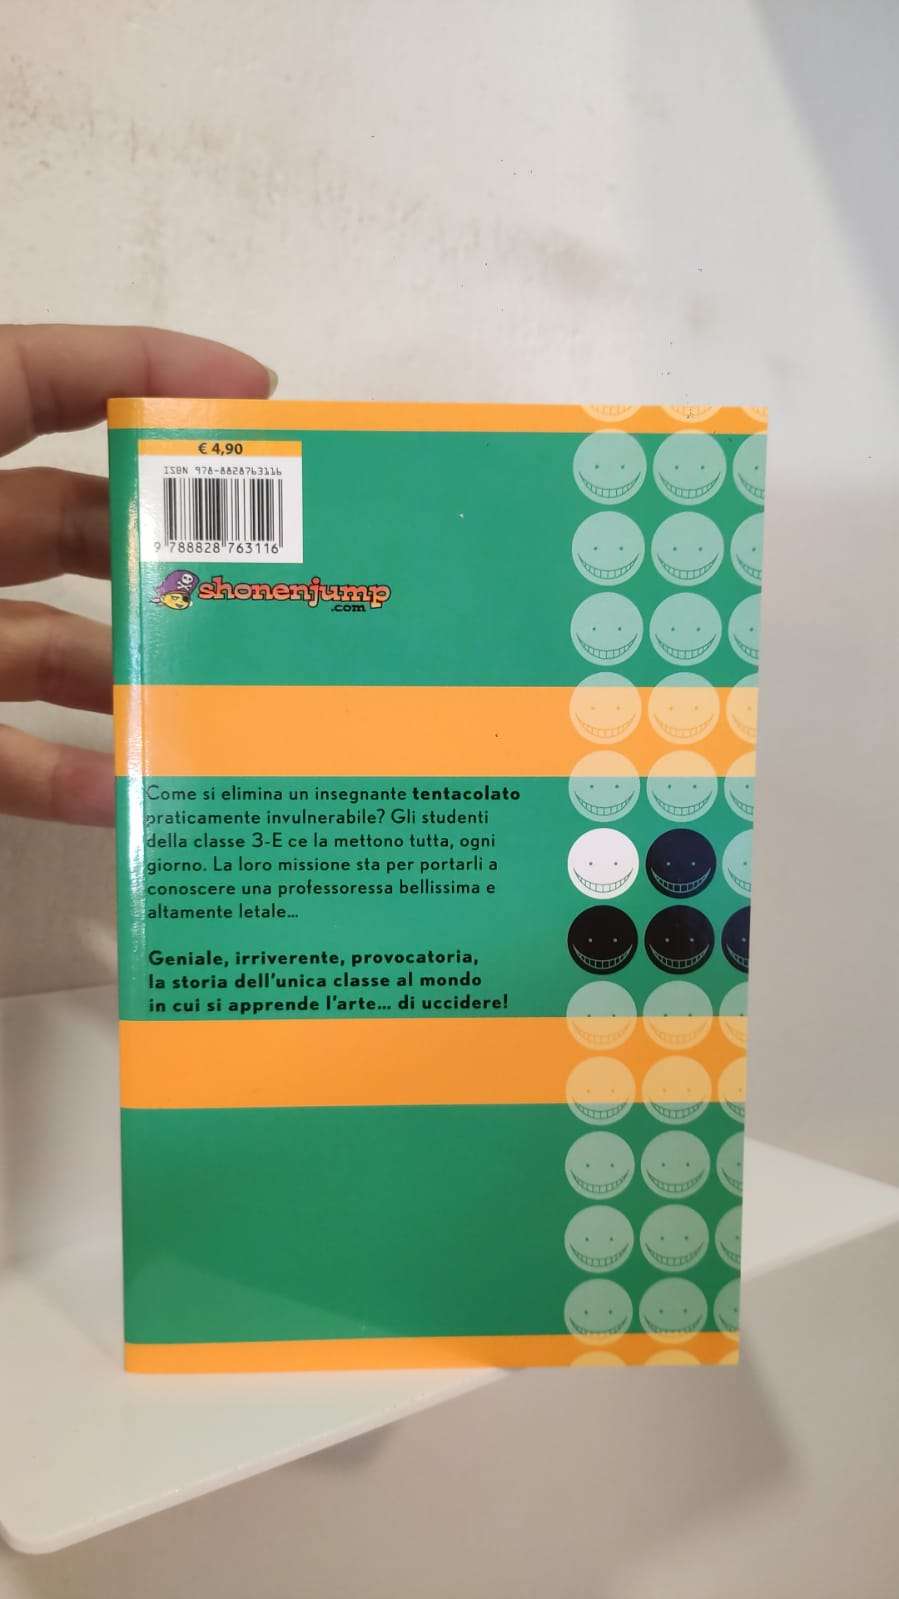 € 4,90
ISBN 978-8828763116
9 788828 763116
shonenjump
.com
Come si elimina un insegnante tentacolato
praticamente invulnerabile? Gli studenti
della classe 3-E ce la mettono tutta, ogni
giorno. La loro missione sta per portarli a
conoscere una professoressa bellissima e
altamente letale...
Geniale, irriverente, provocatoria,
la storia dell'unica classe al mondo
in cui si apprende l'arte... di uccidere!